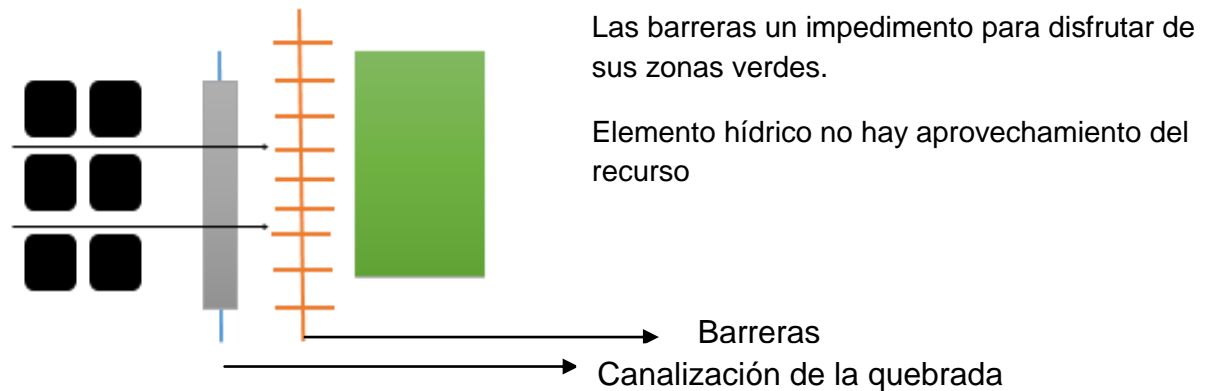 Las barreras un impedimento para disfrutar de
sus zonas verdes.
Elemento hídrico no hay aprovechamiento del
recurso
Barreras
Canalización de la quebrada